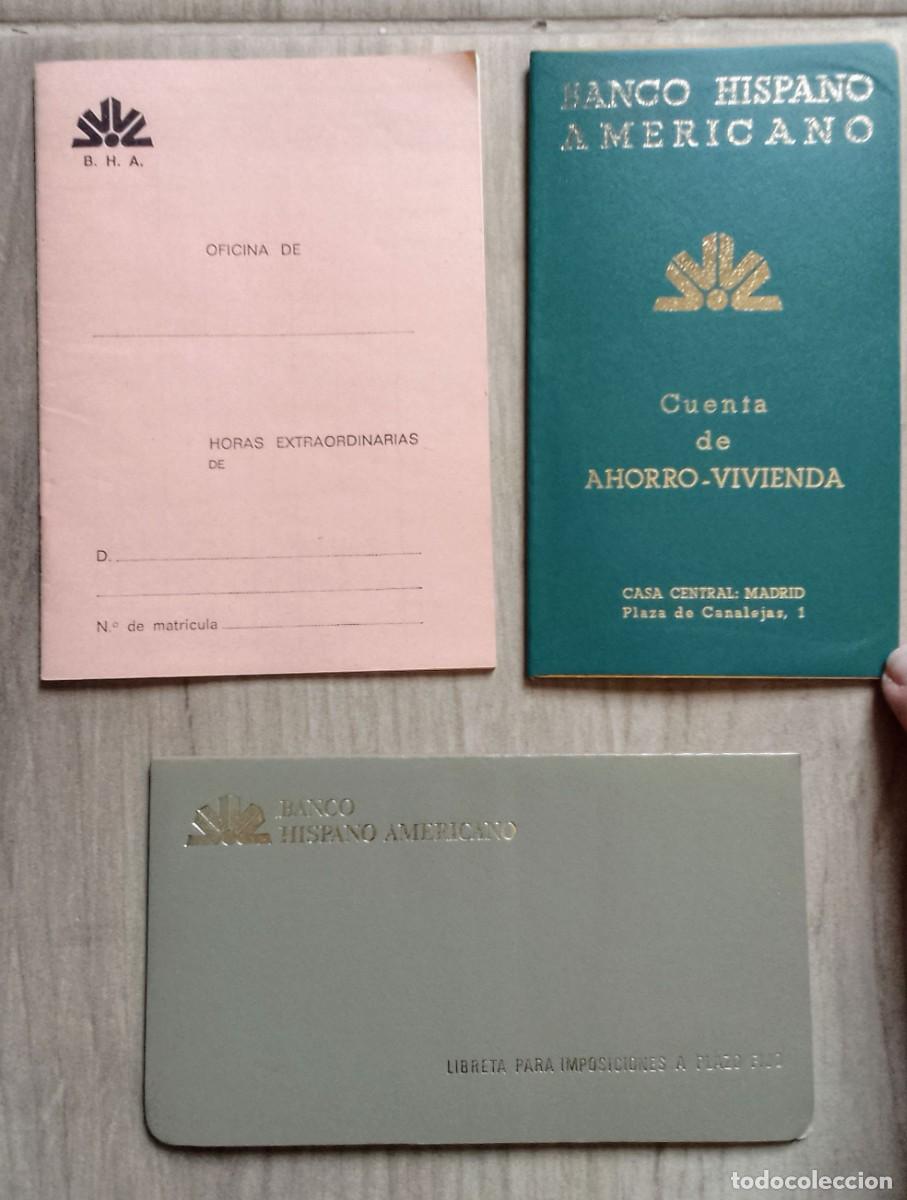 B. H. A.
OFICINA DE
HORAS EXTRAORDINARIAS
DE
D.
N.º de matrícula
BANCO HISPANO
AMERICANO
Cuenta
de
AHORRO-VIVIENDA
CASA CENTRAL: MADRID
Plaza de Canalejas, 1
BANCO
HISPANO AMERICANO
LIBRETA PARA IMPOSICIONES A PLAZO FIJO
todocoleccion